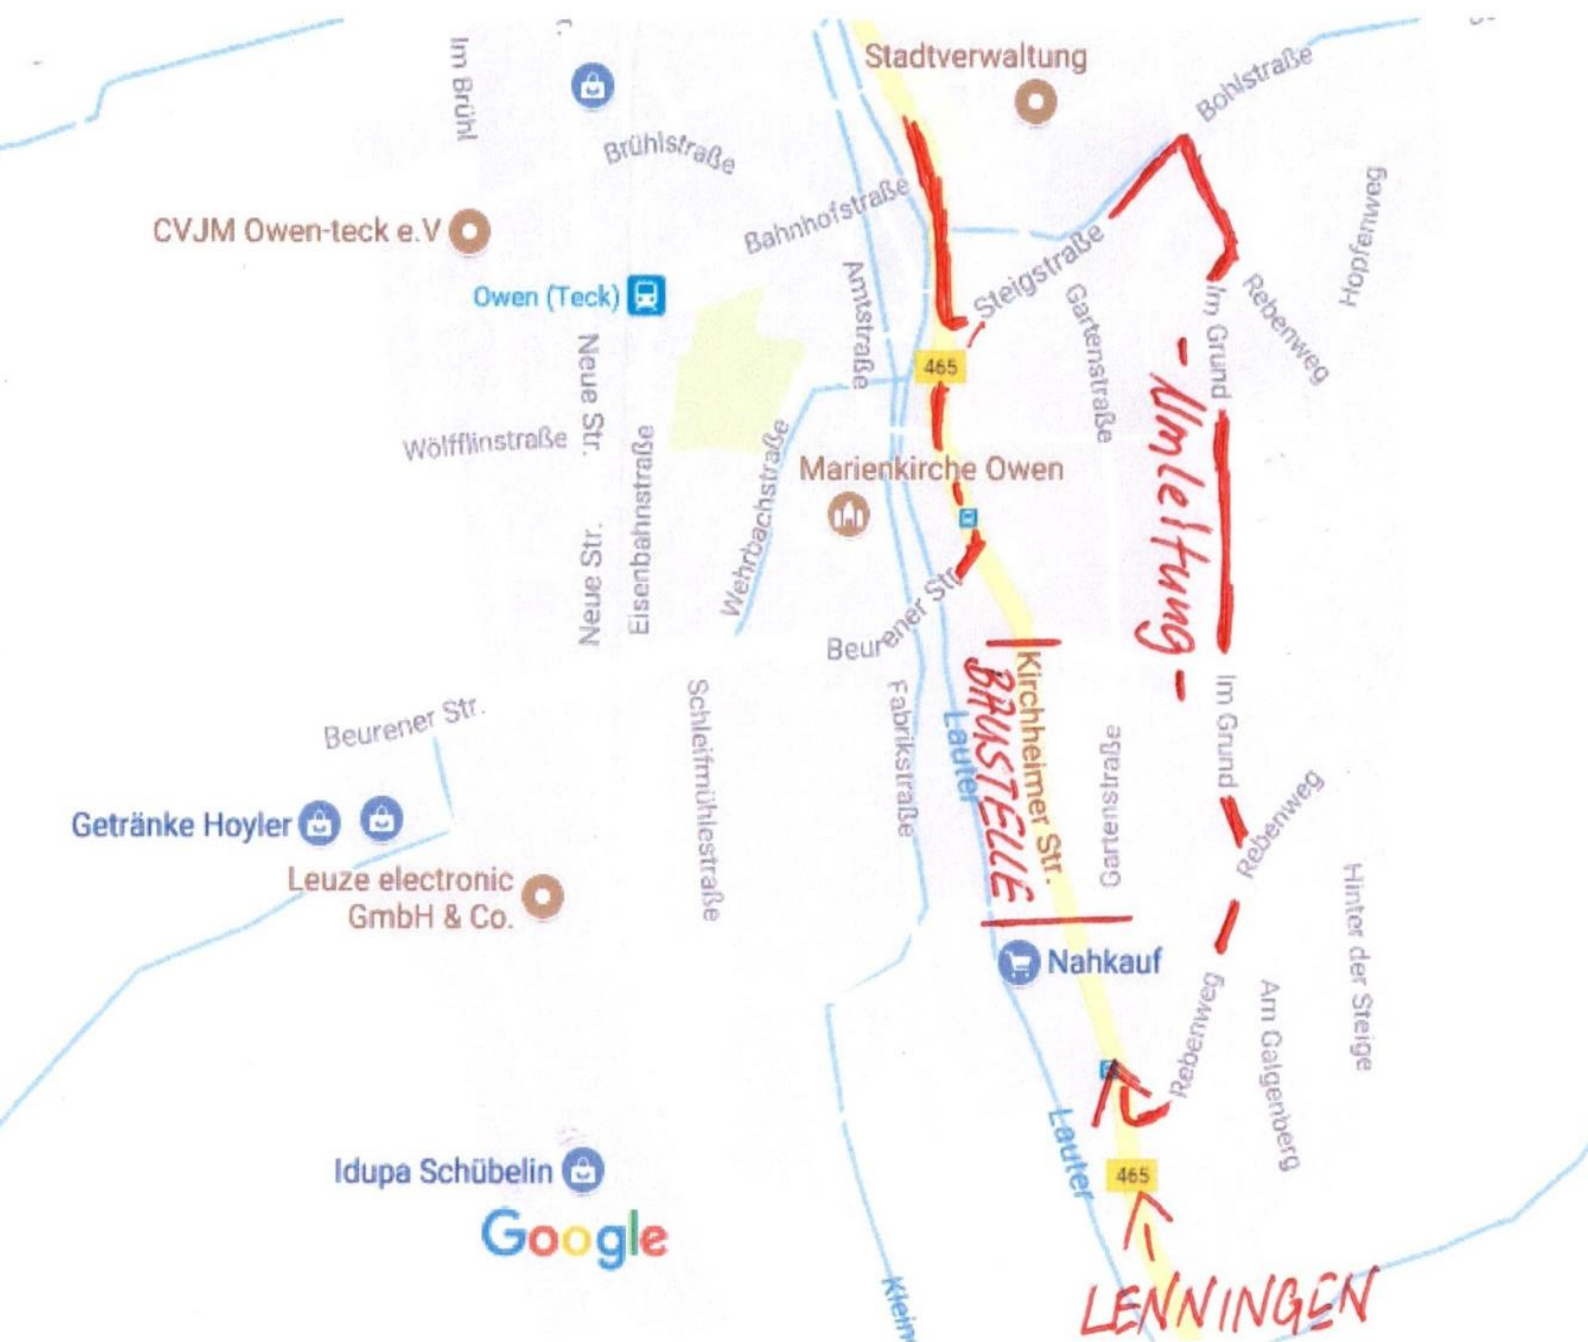 Stadtverwaltung
Im Brühl
Brühlstraße
Bohlstraße
Hopfenweg
CVJM Owen-teck e.V
Bahnhofstraße
Owen (Teck)
Amtstraße
Steigstraße
Gartenstraße
Im Grund
Rebenweg
465
Neue Str.
Wölfflinstraße
Eisenbahnstraße
Wehrbachstraße
Marienkirche Owen
- Umleitung -
Neue Str.
Beurener Str.
Beurener Str.
Schleifmühlestraße
Fabrikstraße
Lauter
BAUSTELLE
Kirchheimer Str.
Gartenstraße
Im Grund
Rebenweg
Getränke Hoyler
Leuze electronic
GmbH & Co.
Hinter der Steige
Nahkauf
Rebenweg
Am Galgenberg
Lauter
465
Idupa Schübelin
Google
LENNINGEN